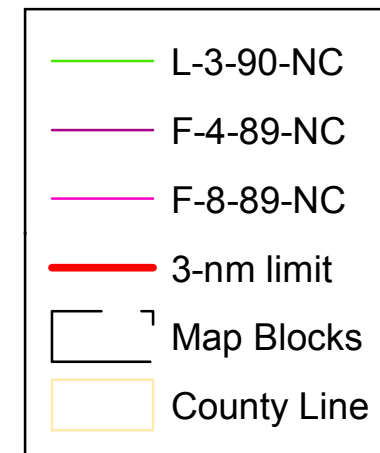 L-3-90-NC
F-4-89-NC
F-8-89-NC
3-nm limit
Map Blocks
County Line